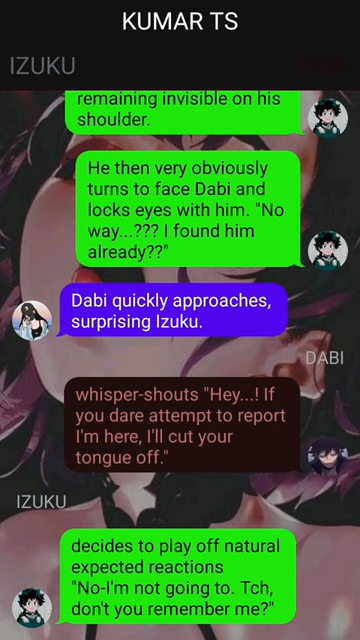 KUMAR TS
IZUKU
remaining invisible on his
shoulder.
He then very obviously
turns to face Dabi and
locks eyes with him. "No
way...??? I found him
already??"
Dabi quickly approaches,
surprising Izuku.
DABI
whisper-shouts "Hey...! If
you dare attempt to report
I'm here, I'll cut your
tongue off."
IZUKU
decides to play off natural
expected reactions
"No-I'm not going to. Tch,
don't you remember me?"